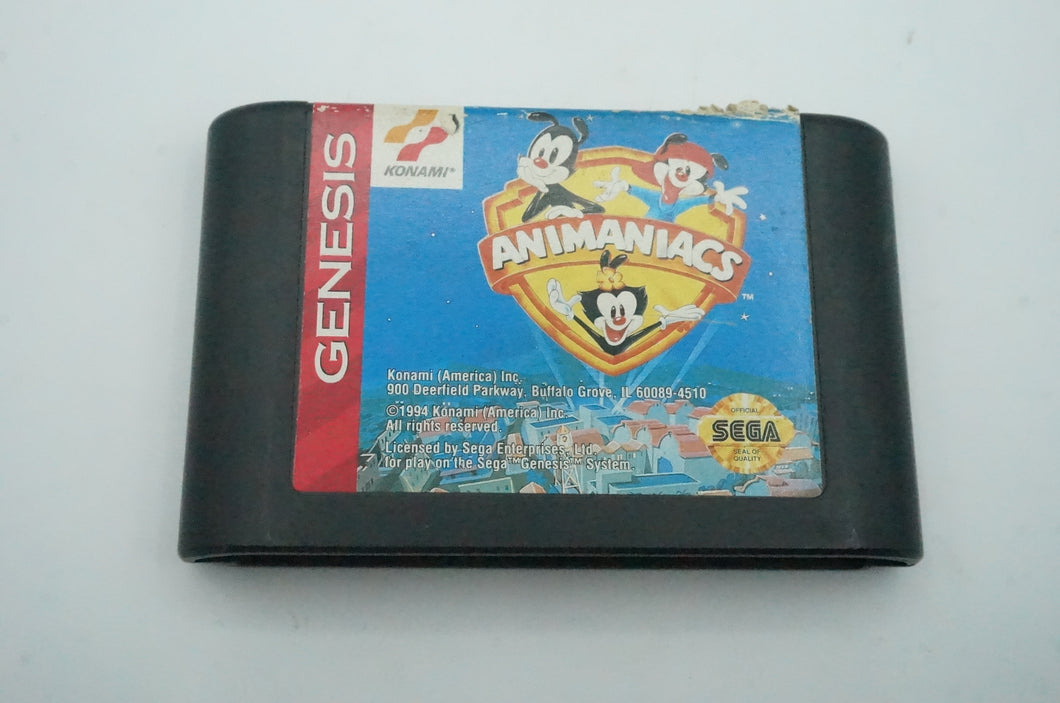 GENESIS
KONAMI®
ANIMANIACS
™
Konami (America) Inc.
900 Deerfield Parkway, Buffalo Grove, IL 60089-4510
©1994 Konami (America) Inc.
All rights reserved.
Licensed by Sega Enterprises, Ltd.
for play on the Sega™ Genesis™ System.
OFFICIAL
SEGA
SEAL OF
QUALITY